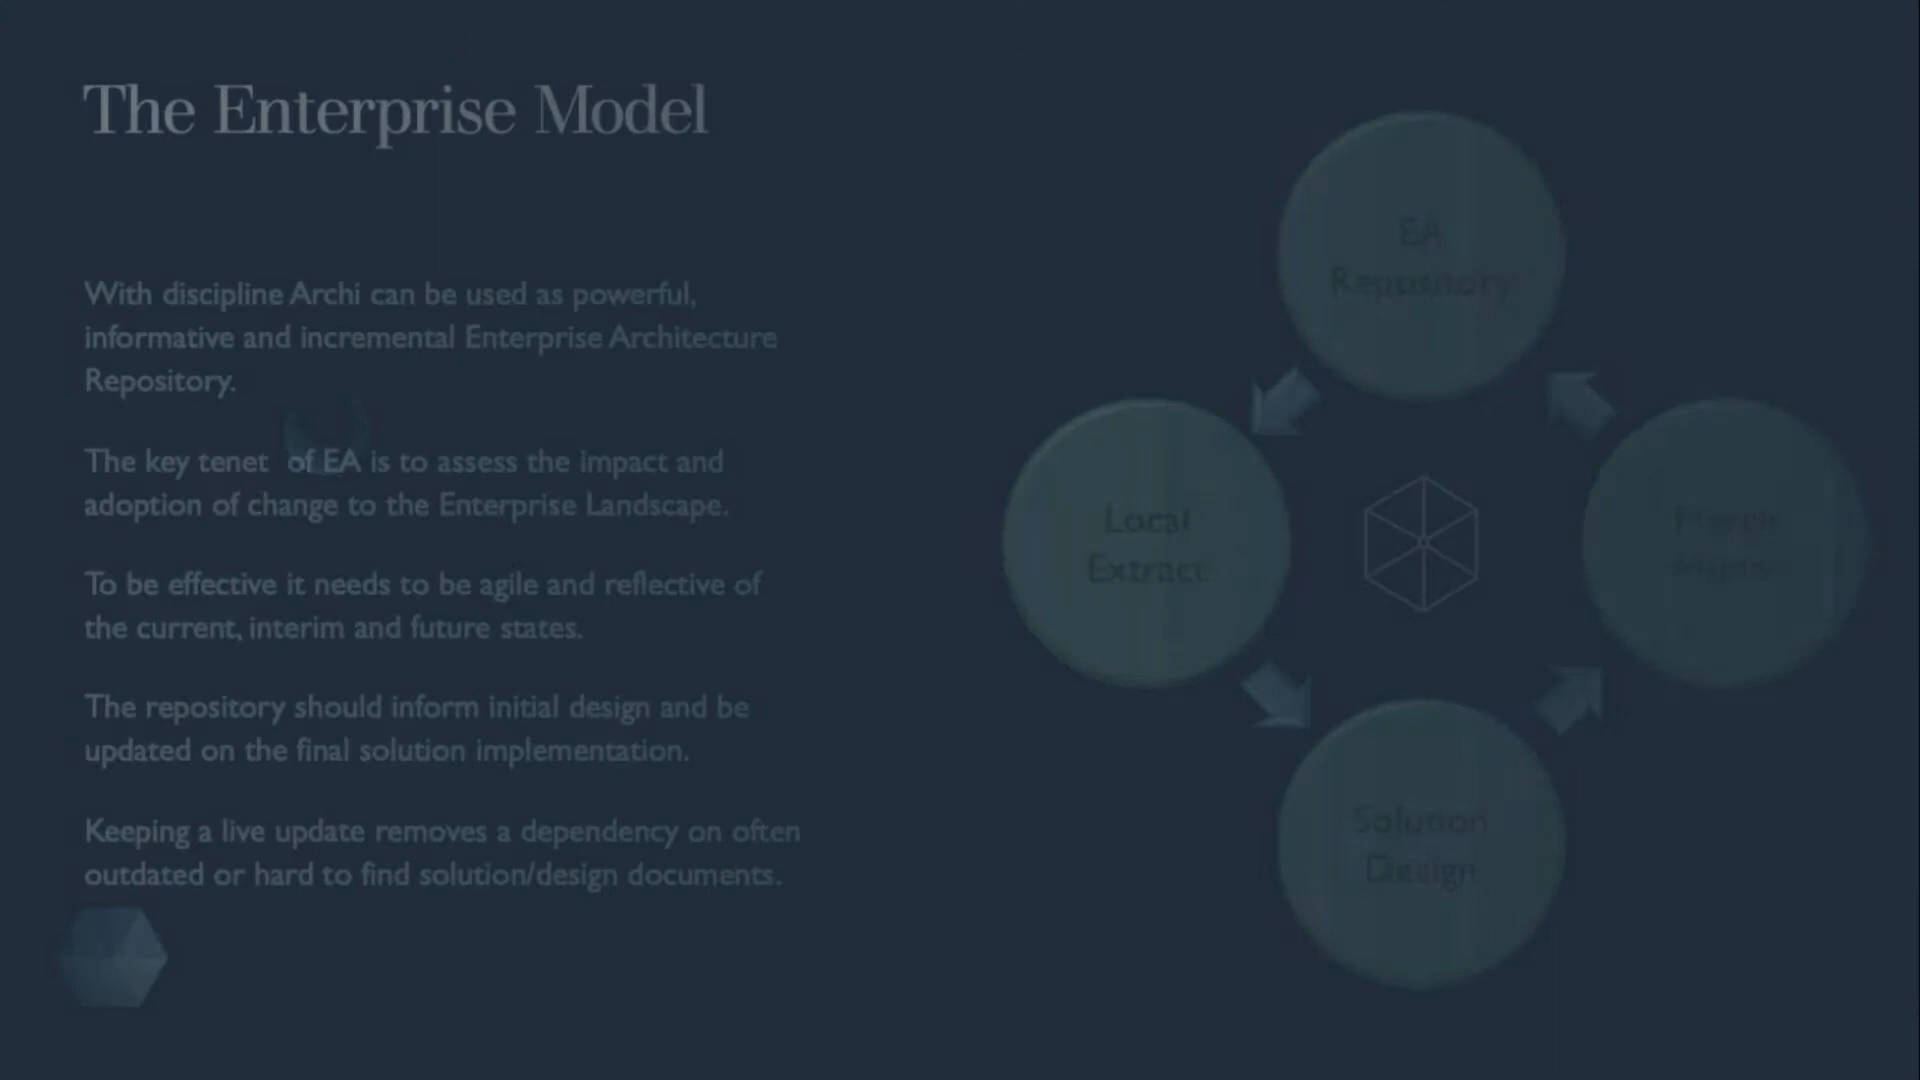 The Enterprise Model
With discipline Archi can be used as powerful,
informative and incremental Enterprise Architecture
Repository.
The key tenet of EA is to assess the impact and
adoption of change to the Enterprise Landscape.
To be effective it needs to be agile and reflective of
the current, interim and future states.
The repository should inform initial design and be
updated on the final solution implementation.
Keeping a live update removes a dependency on often
outdated or hard to find solution/design documents.
EA
Repository
Local
Extract
Solution
Design